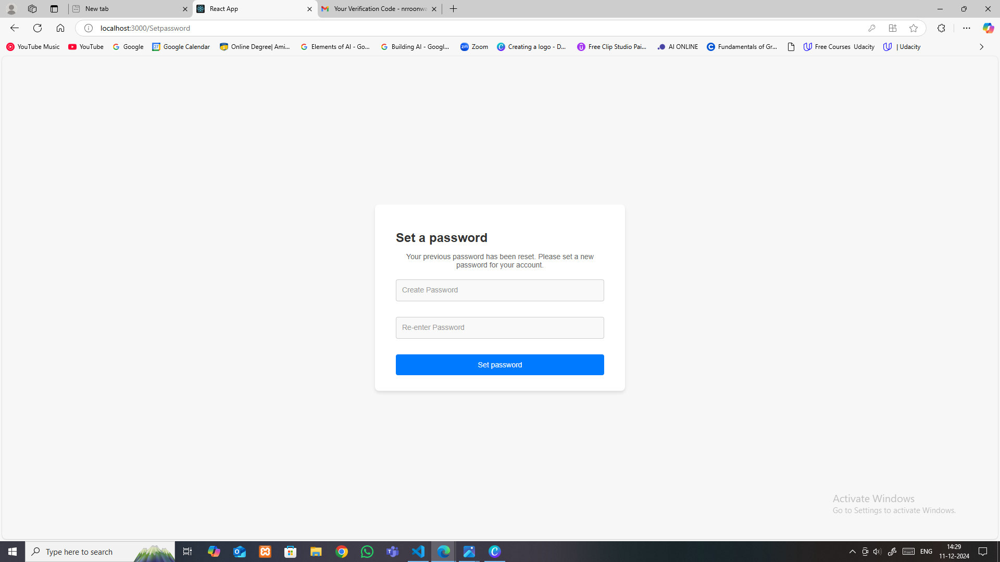 New tab
React App
Your Verification Code - nrroonwa
localhost:3000/Setpassword
YouTube Music
YouTube
Google
27
Google Calendar
Online Degree| Ami...
Elements of AI - Go...
Building AI - Googl...
zm
Zoom
Creating a logo - D...
Free Clip Studio Pai...
AI ONLINE
Fundamentals of Gr...
Free Courses Udacity
| Udacity
Set a password
Your previous password has been reset. Please set a new
password for your account.
Create Password
Re-enter Password
Set password
Activate Windows
Go to Settings to activate Windows.
Type here to search
ENG
14:29
11-12-2024